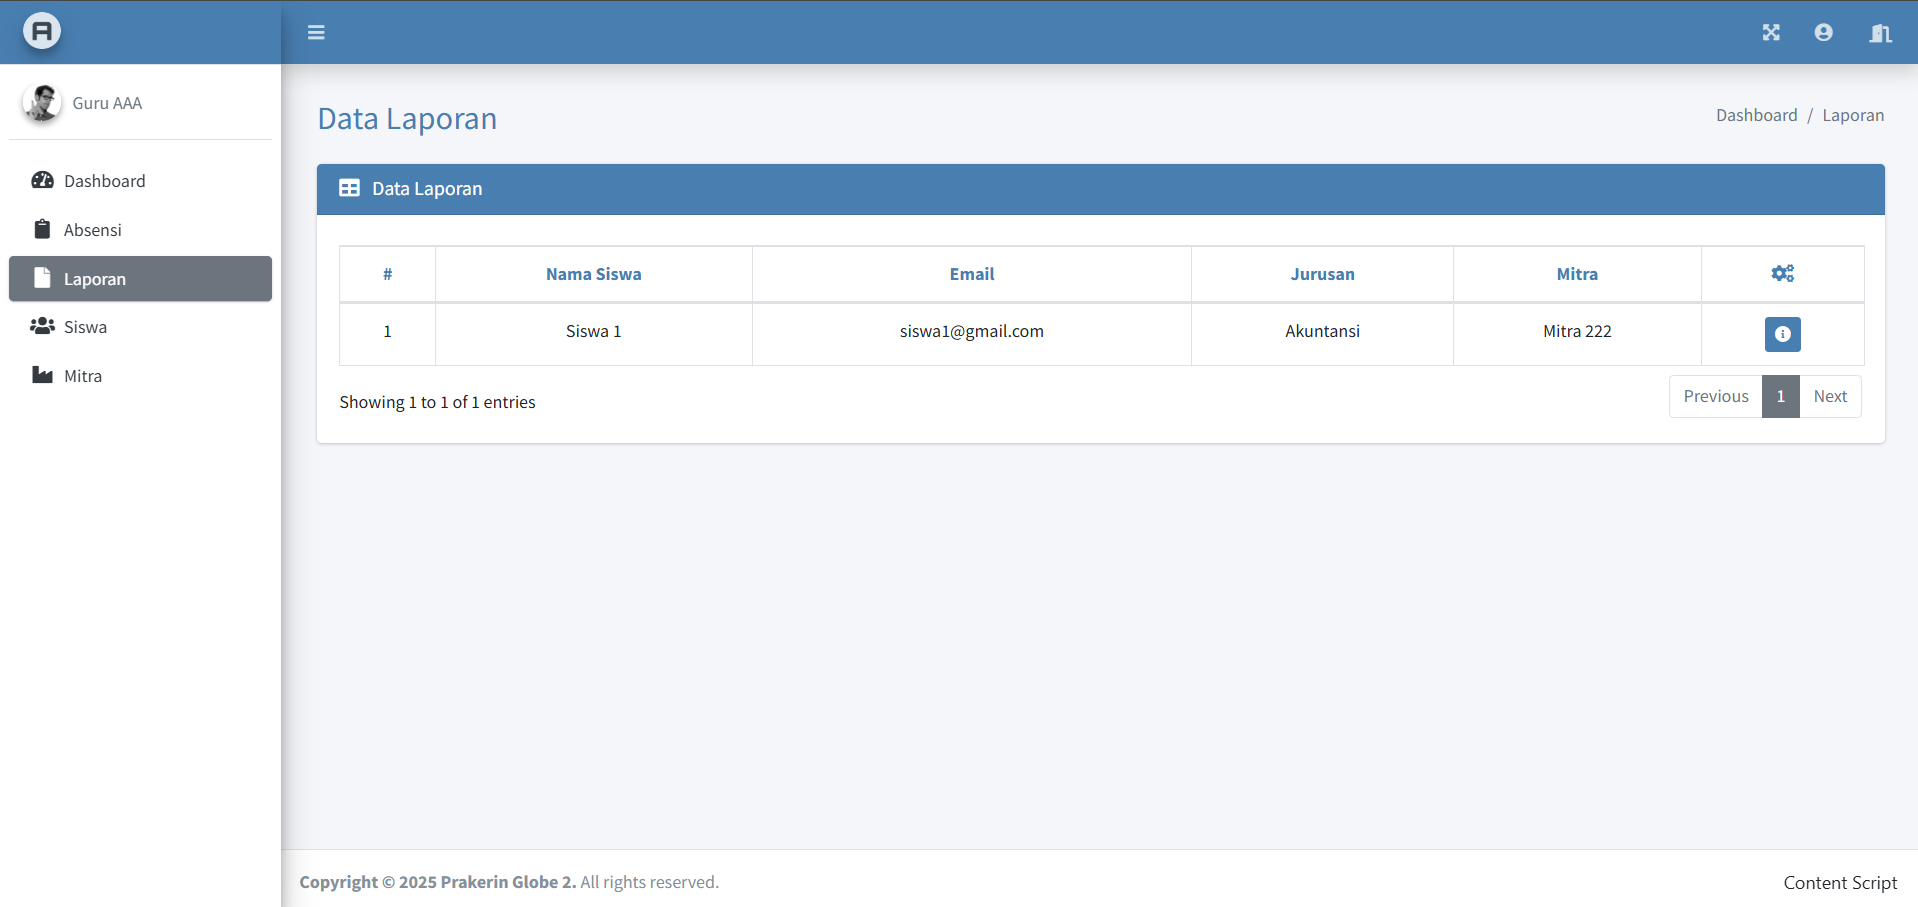 A
Guru AAA
Dashboard
Absensi
Laporan
Siswa
Mitra
Data Laporan
Dashboard / Laporan
Data Laporan
# Nama Siswa Email Jurusan Mitra
1 Siswa 1 siswa1@gmail.com Akuntansi Mitra 222
Showing 1 to 1 of 1 entries
Previous 1 Next
Copyright © 2025 Prakerin Globe 2. All rights reserved.
Content Script